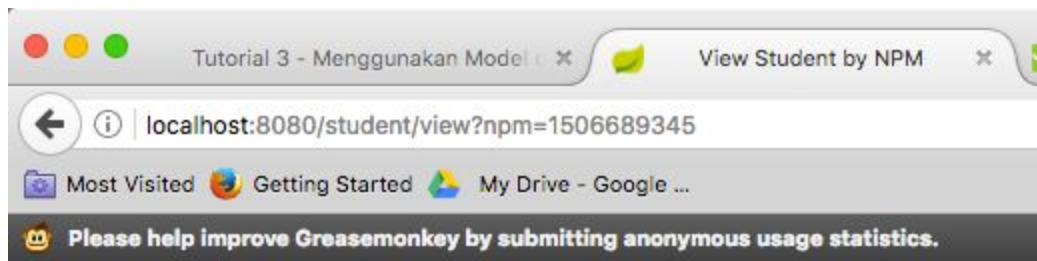 Tutorial 3 - Menggunakan Model
View Student by NPM
localhost:8080/student/view?npm=1506689345
Most Visited Getting Started My Drive - Google ...
Please help improve Greasemonkey by submitting anonymous usage statistics.